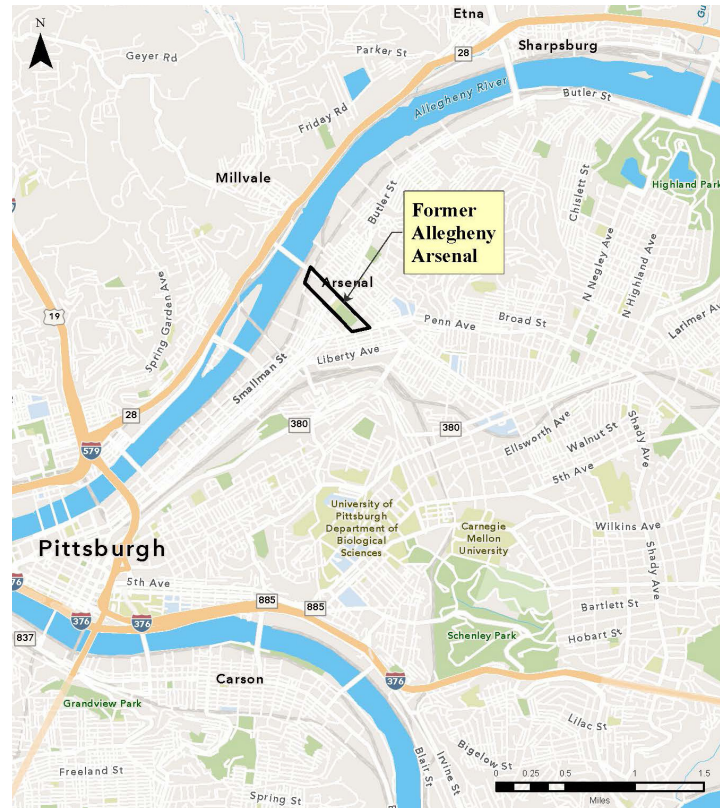 N
Etna
Sharpsburg
Geyer Rd
Parker St
28
Allegheny River
Butler St
Friday Rd
Millvale
Butler St
Chislett St
Highland Park
Former
Allegheny
Arsenal
Arsenal
N Negley Ave
N Highland Ave
19
Spring Garden Ave
Penn Ave
Broad St
Larimer Av
Liberty Ave
Smallman St
28
380
380
Ellsworth Ave
Walnut St
Shady Ave
579
5th Ave
University of
Pittsburgh
Department of
Biological
Sciences
Carnegie
Mellon
University
Wilkins Ave
Pittsburgh
Shady Ave
76
5th Ave
885
885
Bartlett St
376
376
Hobart St
837
Schenley Park
Carson
376
Grandview Park
Lilac St
Blair St
Irvine St
Bigelow St
Freeland St
Spring St
0 0.25 0.5 1 1.5
Miles